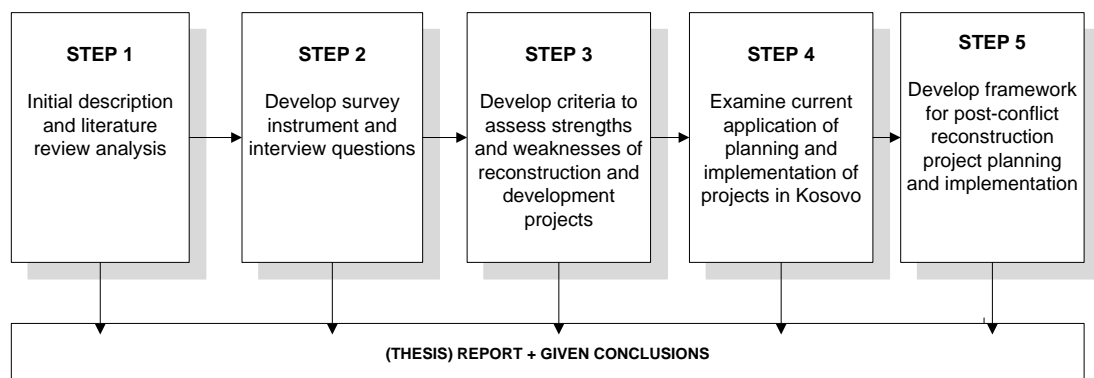 STEP 1
Initial description
and literature
review analysis
STEP 2
Develop survey
instrument and
interview questions
STEP 3
Develop criteria to
assess strengths
and weaknesses of
reconstruction and
development
projects
STEP 4
Examine current
application of
planning and
implementation of
projects in Kosovo
STEP 5
Develop framework
for post-conflict
reconstruction
project planning
and implementation
(THESIS) REPORT + GIVEN CONCLUSIONS